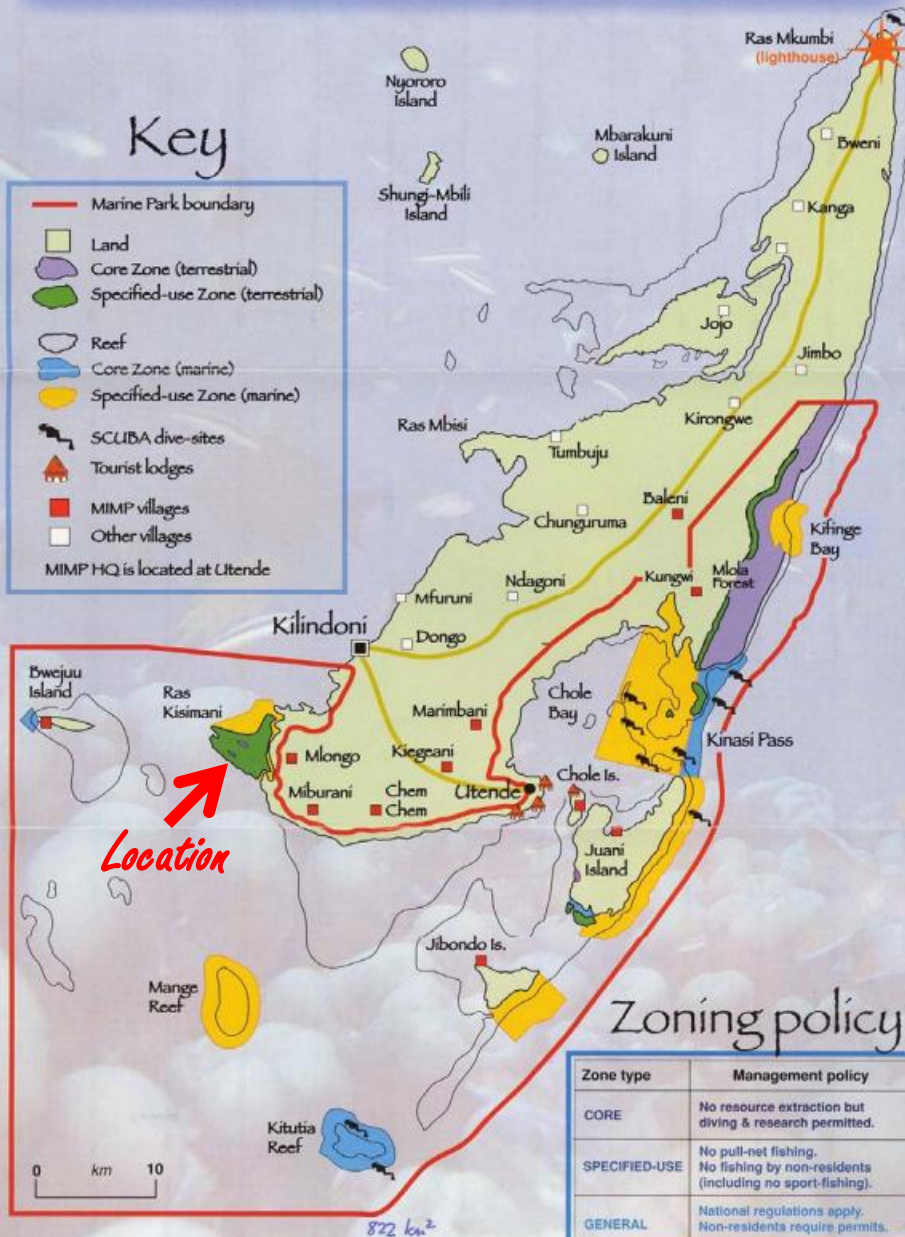 Ras Mkumbi
(lighthouse)
Nyororo
Island
Key
Mbarakuni
Island
Bweni
Shungi-Mbili
Island
Marine Park boundary
Kanga
Land
Core Zone (terrestrial)
Specified-use Zone (terrestrial)
Jojo
Reef
Core Zone (marine)
Specified-use Zone (marine)
Jimbo
SCUBA dive-sites
Tourist lodges
MIMP villages
Other villages
MIMP HQ is located at Utende
Ras Mbisi
Kirongwe
Tumbuju
Baleni
Chunguruma
Kifinge
Bay
Ndagoni
Kungwi
Mlola
Forest
Mfuruni
Kilindoni
Dongo
Bwejuu
Island
Ras
Kisimani
Chole
Bay
Marimbani
Kinasi Pass
Mlongo
Kiegeani
Miburani
Chem
Chem
Utende
Chole Is.
Location
Juani
Island
Jibondo Is.
Mange
Reef
Zoning policy
Zone type Management policy
CORE No resource extraction but
diving & research permitted.
SPECIFIED-USE No pull-net fishing.
No fishing by non-residents
(including no sport-fishing).
GENERAL National regulations apply.
Non-residents require permits.
Kitutia
Reef
0 km 10
822 km²